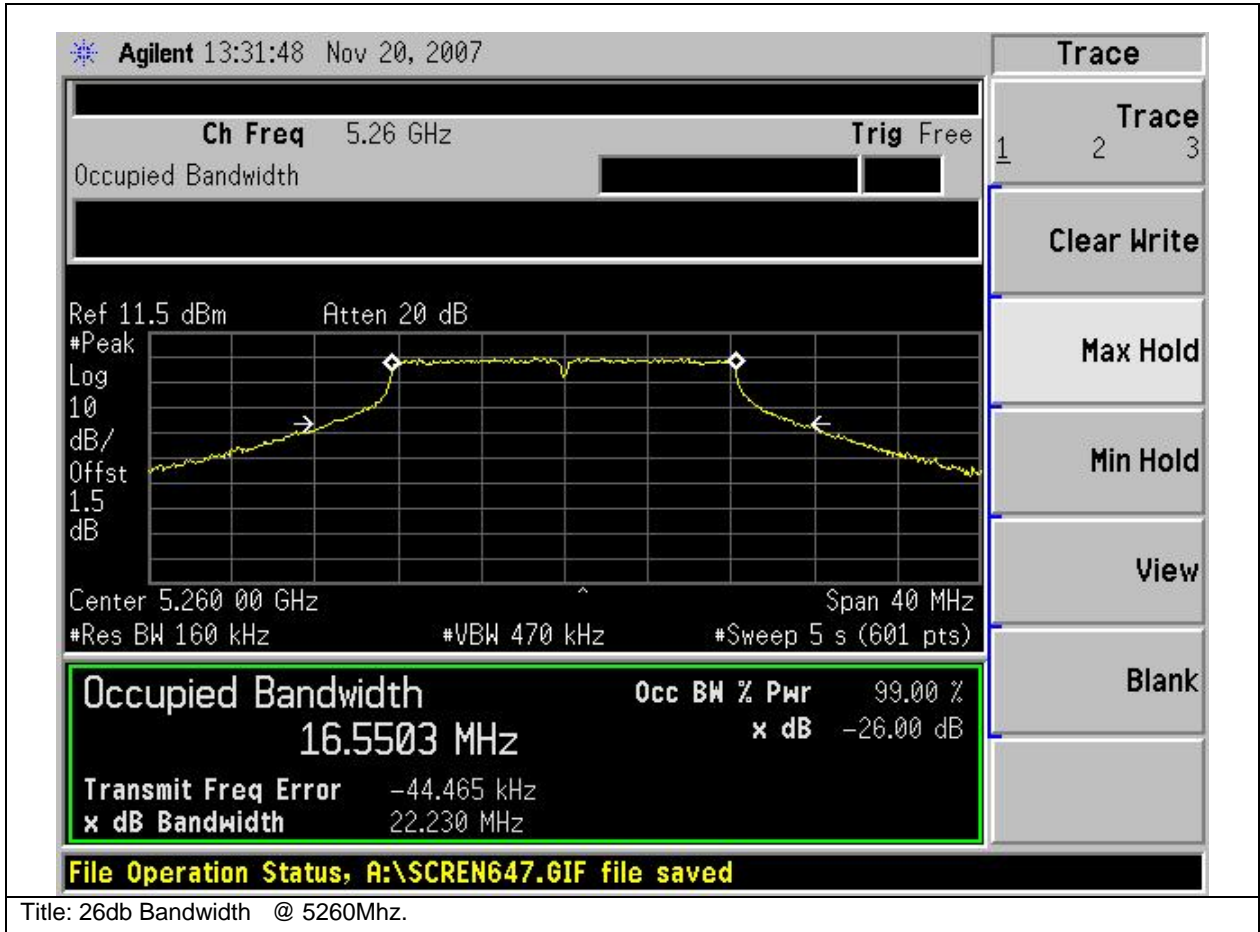 Agilent 13:31:48 Nov 20, 2007
Trace
Ch Freq 5.26 GHz Trig Free
Occupied Bandwidth
Trace
1 2 3
Clear Write
Max Hold
Min Hold
View
Blank
Ref 11.5 dBm Atten 20 dB
#Peak
Log
10
dB/
Offst
1.5
dB
Center 5.260 00 GHz ^ Span 40 MHz
#Res BW 160 kHz #VBW 470 kHz #Sweep 5 s (601 pts)
Occupied Bandwidth Occ BW % Pwr 99.00 %
16.5503 MHz x dB -26.00 dB
Transmit Freq Error -44.465 kHz
x dB Bandwidth 22.230 MHz
File Operation Status, A:\SCREN647.GIF file saved
Title: 26db Bandwidth @ 5260Mhz.